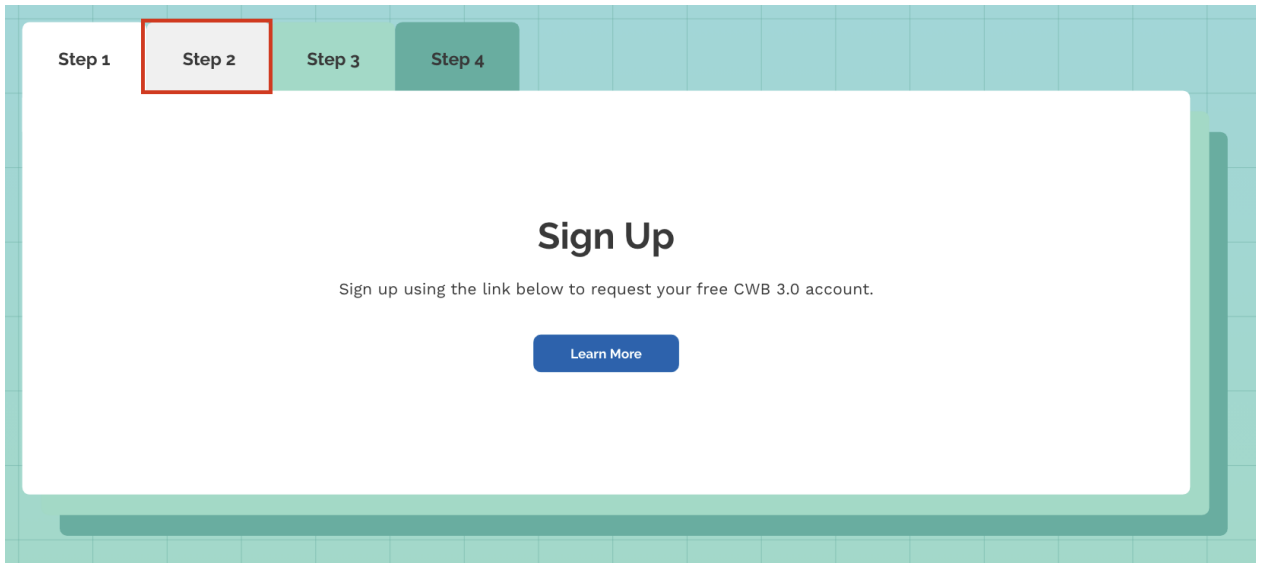 Step 1 Step 2 Step 3 Step 4
Sign Up
Sign up using the link below to request your free CWB 3.0 account.
Learn More